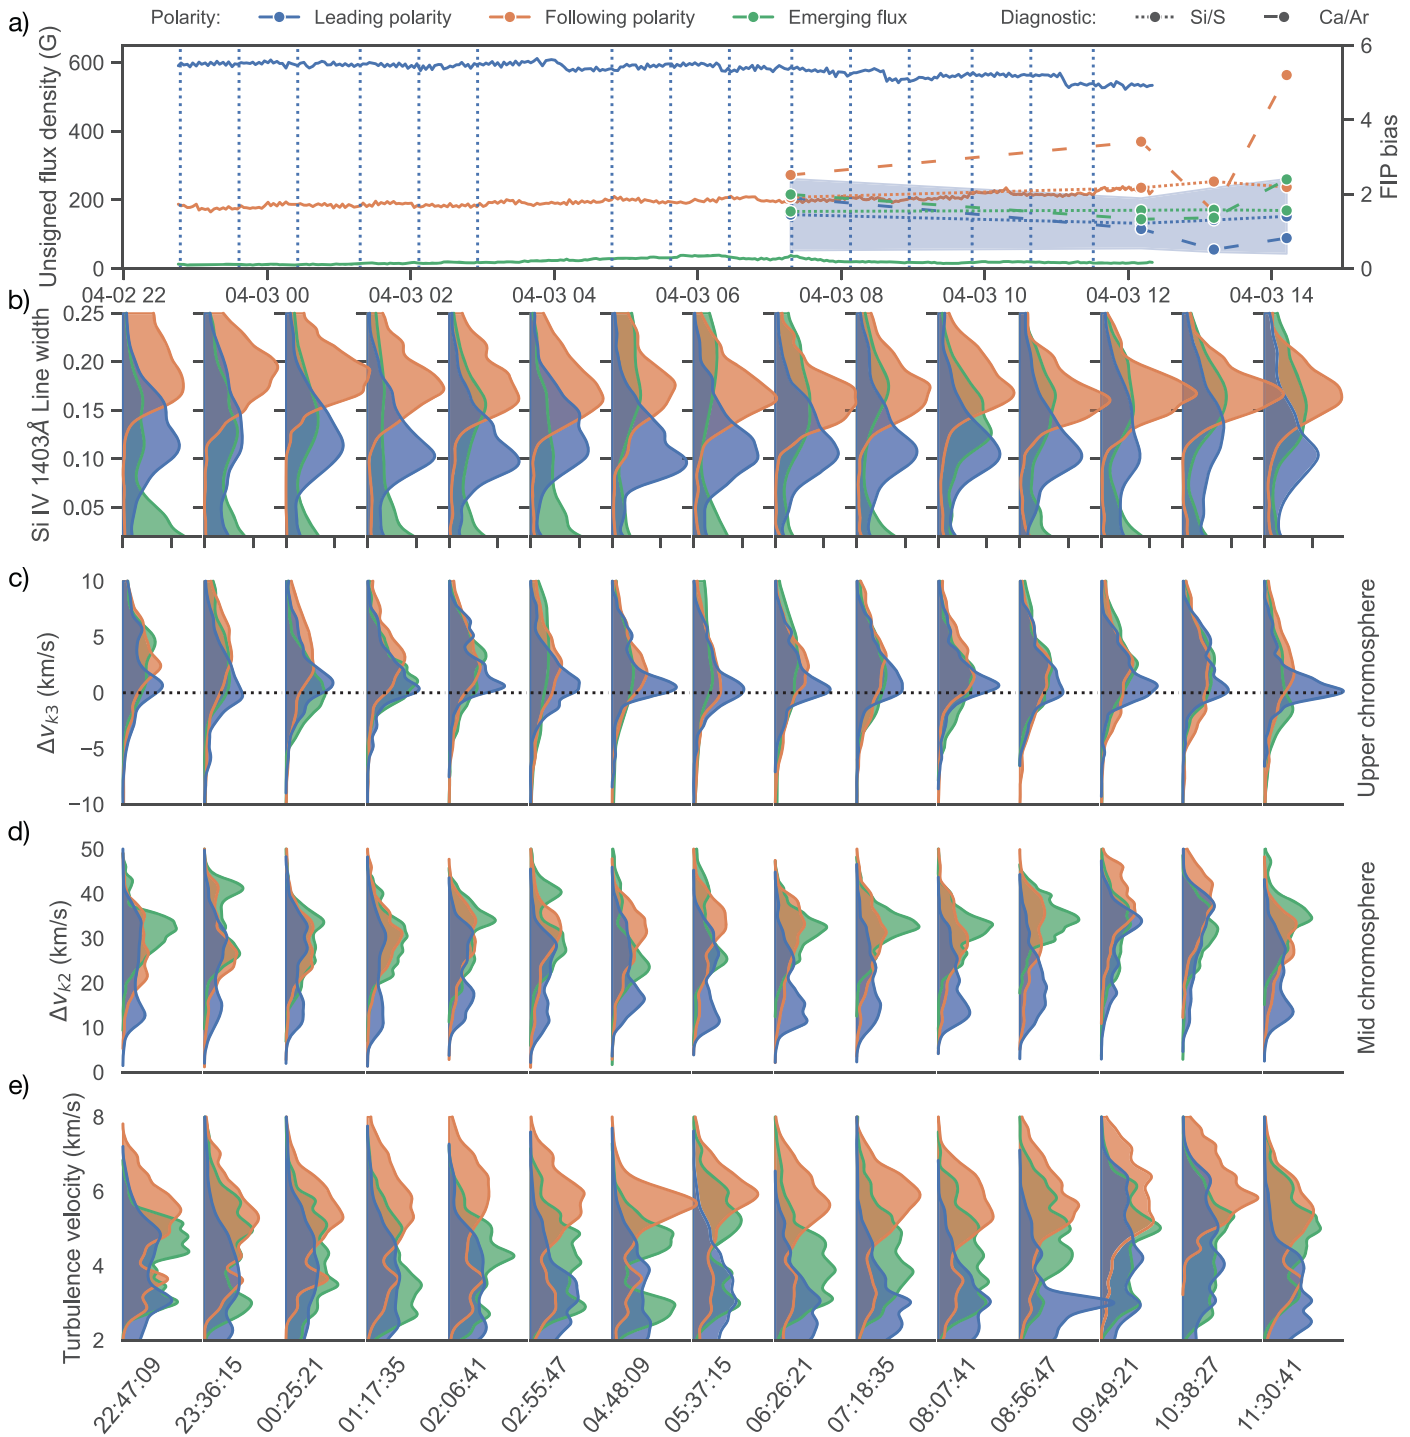 a)
Polarity: Leading polarity Following polarity Emerging flux Diagnostic: Si/S Ca/Ar
Unsigned flux density (G)
600
400
200
0
6
4
2
0
FIP bias
04-02 22 04-03 00 04-03 02 04-03 04 04-03 06 04-03 08 04-03 10 04-03 12 04-03 14
b)
Si IV 1403Å Line width
0.25
0.20
0.15
0.10
0.05
c)
Δvk3 (km/s)
10
5
0
−5
−10
Upper chromosphere
d)
Δvk2 (km/s)
50
40
30
20
10
0
Mid chromosphere
e)
Turbulence velocity (km/s)
8
6
4
2
22:47:09 23:36:15 00:25:21 01:17:35 02:06:41 02:55:47 04:48:09 05:37:15 06:26:21 07:18:35 08:07:41 08:56:47 09:49:21 10:38:27 11:30:41